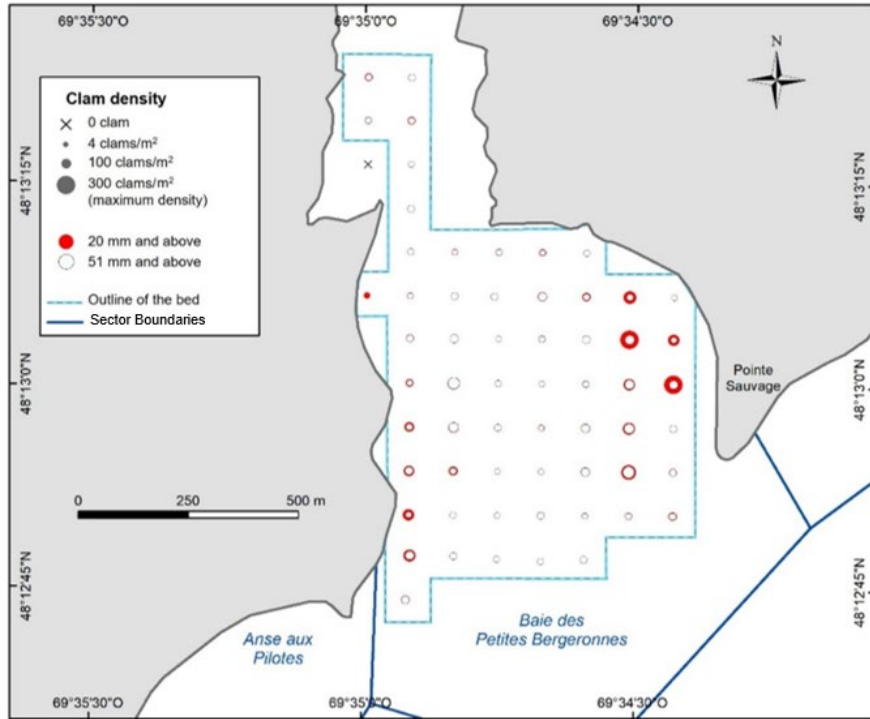 69°35'30"O 69°35'0"O 69°34'30"O
N
Clam density
0 clam
4 clams/m²
100 clams/m²
300 clams/m²
(maximum density)
20 mm and above
51 mm and above
Outline of the bed
Sector Boundaries
48°13'15"N
48°13'15"N
48°13'0"N
48°13'0"N
Pointe
Sauvage
0 250 500 m
48°12'45"N
48°12'45"N
Anse aux
Pilotes
Baie des
Petites Bergeronnes
69°35'30"O 69°35'0"O 69°34'30"O